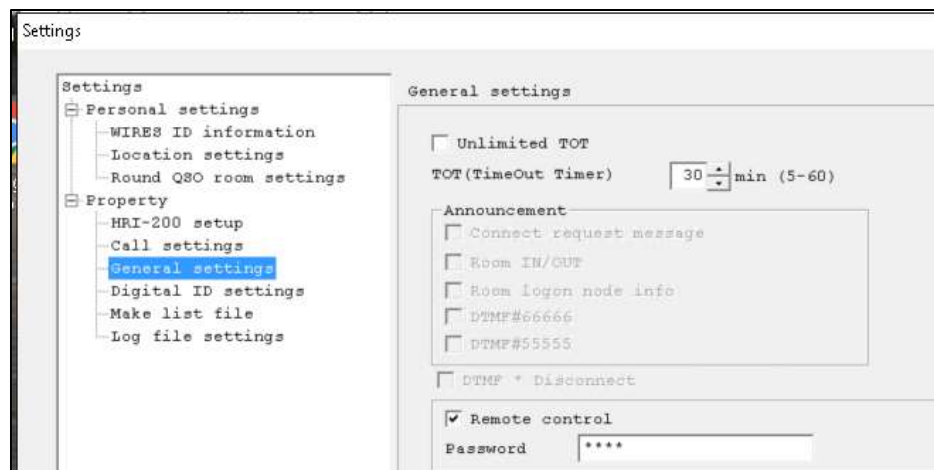 Settings
Settings
Personal settings
WIRES ID information
Location settings
Round QSO room settings
Property
HRI-200 setup
Call settings
General settings
Digital ID settings
Make list file
Log file settings
General settings
Unlimited TOT
TOT(TimeOut Timer) 30 min (5-60)
Announcement
Connect request message
Room IN/OUT
Room logon node info
DTMF#66666
DTMF#55555
DTMF * Disconnect
Remote control
Password ****